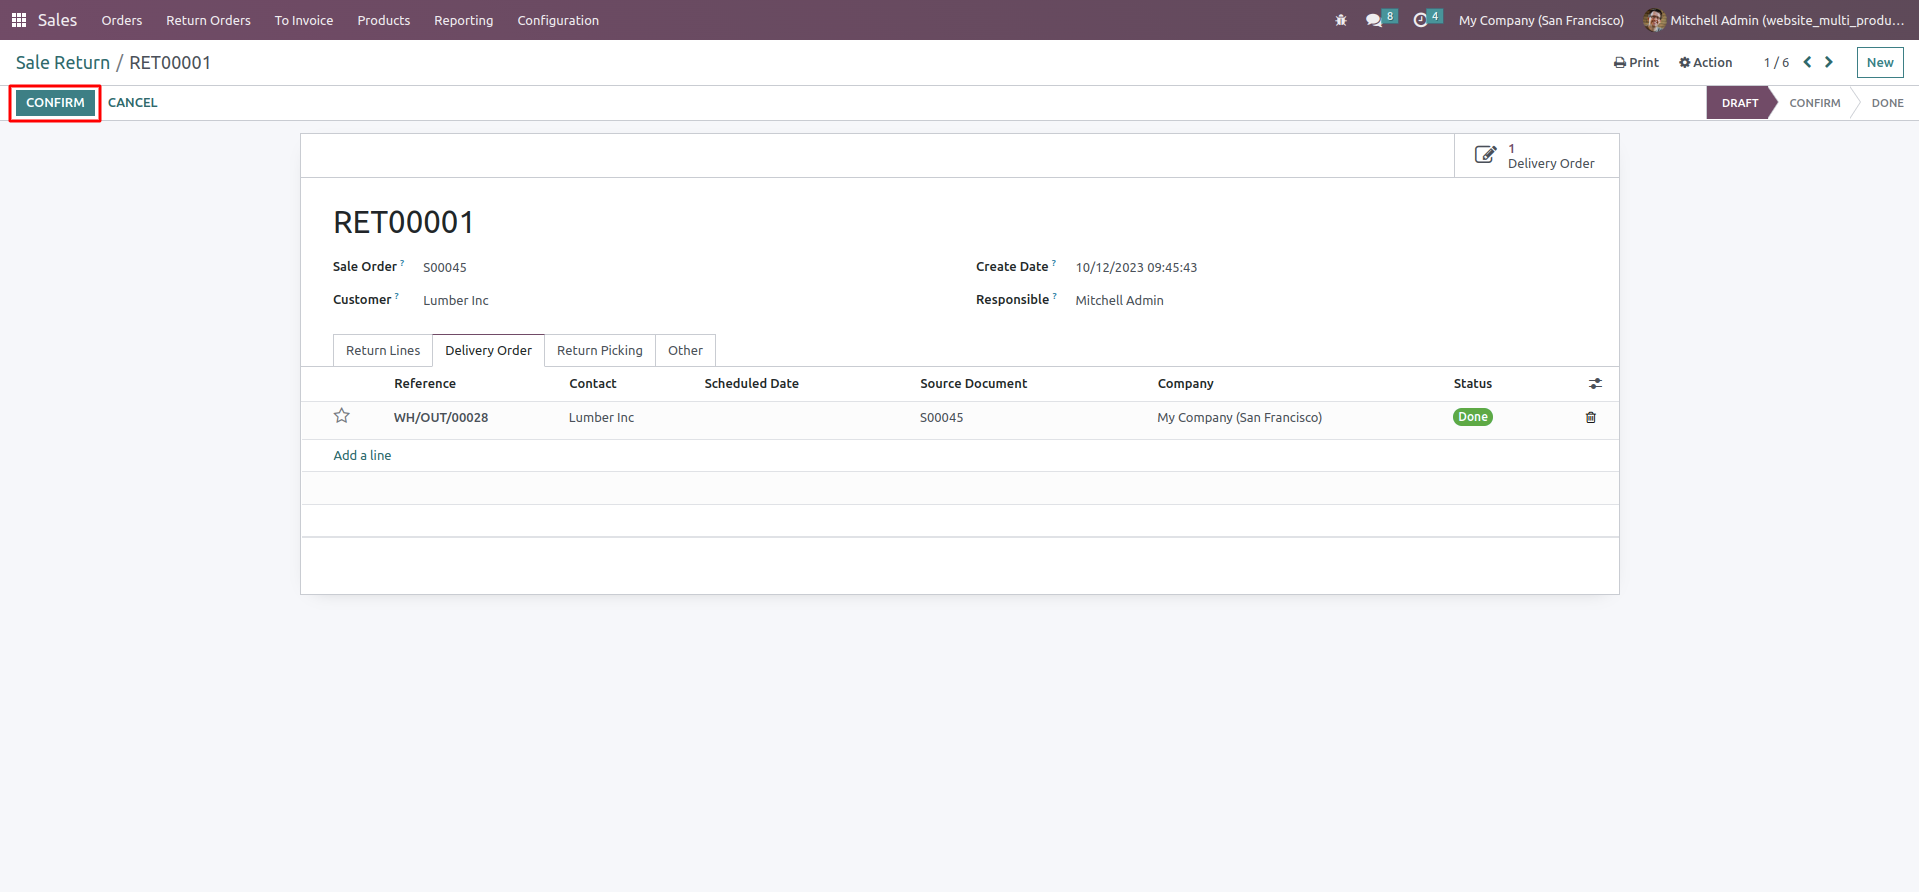 Sales Orders Return Orders To Invoice Products Reporting Configuration 8 4 My Company (San Francisco) Mitchell Admin (website_multi_produ...
Sale Return / RET00001 Print Action 1 / 6 New
CONFIRM CANCEL DRAFT CONFIRM DONE
1
Delivery Order
RET00001
Sale Order ? S00045 Create Date ? 10/12/2023 09:45:43
Customer ? Lumber Inc Responsible ? Mitchell Admin
Return Lines Delivery Order Return Picking Other
Reference Contact Scheduled Date Source Document Company Status
WH/OUT/00028 Lumber Inc S00045 My Company (San Francisco) Done
Add a line